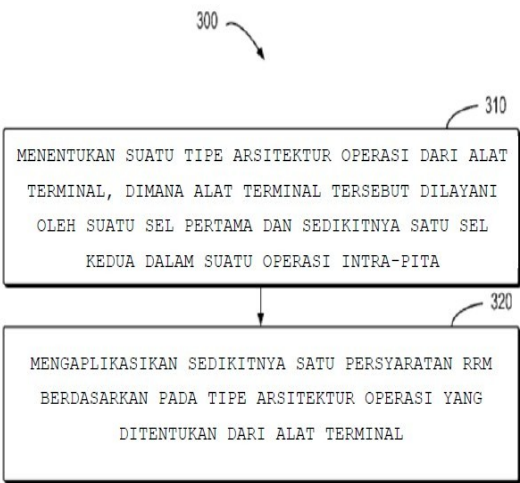 300
310
MENENTUKAN SUATU TIPE ARSITEKTUR OPERASI DARI ALAT
TERMINAL, DIMANA ALAT TERMINAL TERSEBUT DILAYANI
OLEH SUATU SEL PERTAMA DAN SEDIKITNYA SATU SEL
KEDUA DALAM SUATU OPERASI INTRA-PITA
320
MENGAPLIKASIKAN SEDIKITNYA SATU PERSYARATAN RRM
BERDASARKAN PADA TIPE ARSITEKTUR OPERASI YANG
DITENTUKAN DARI ALAT TERMINAL